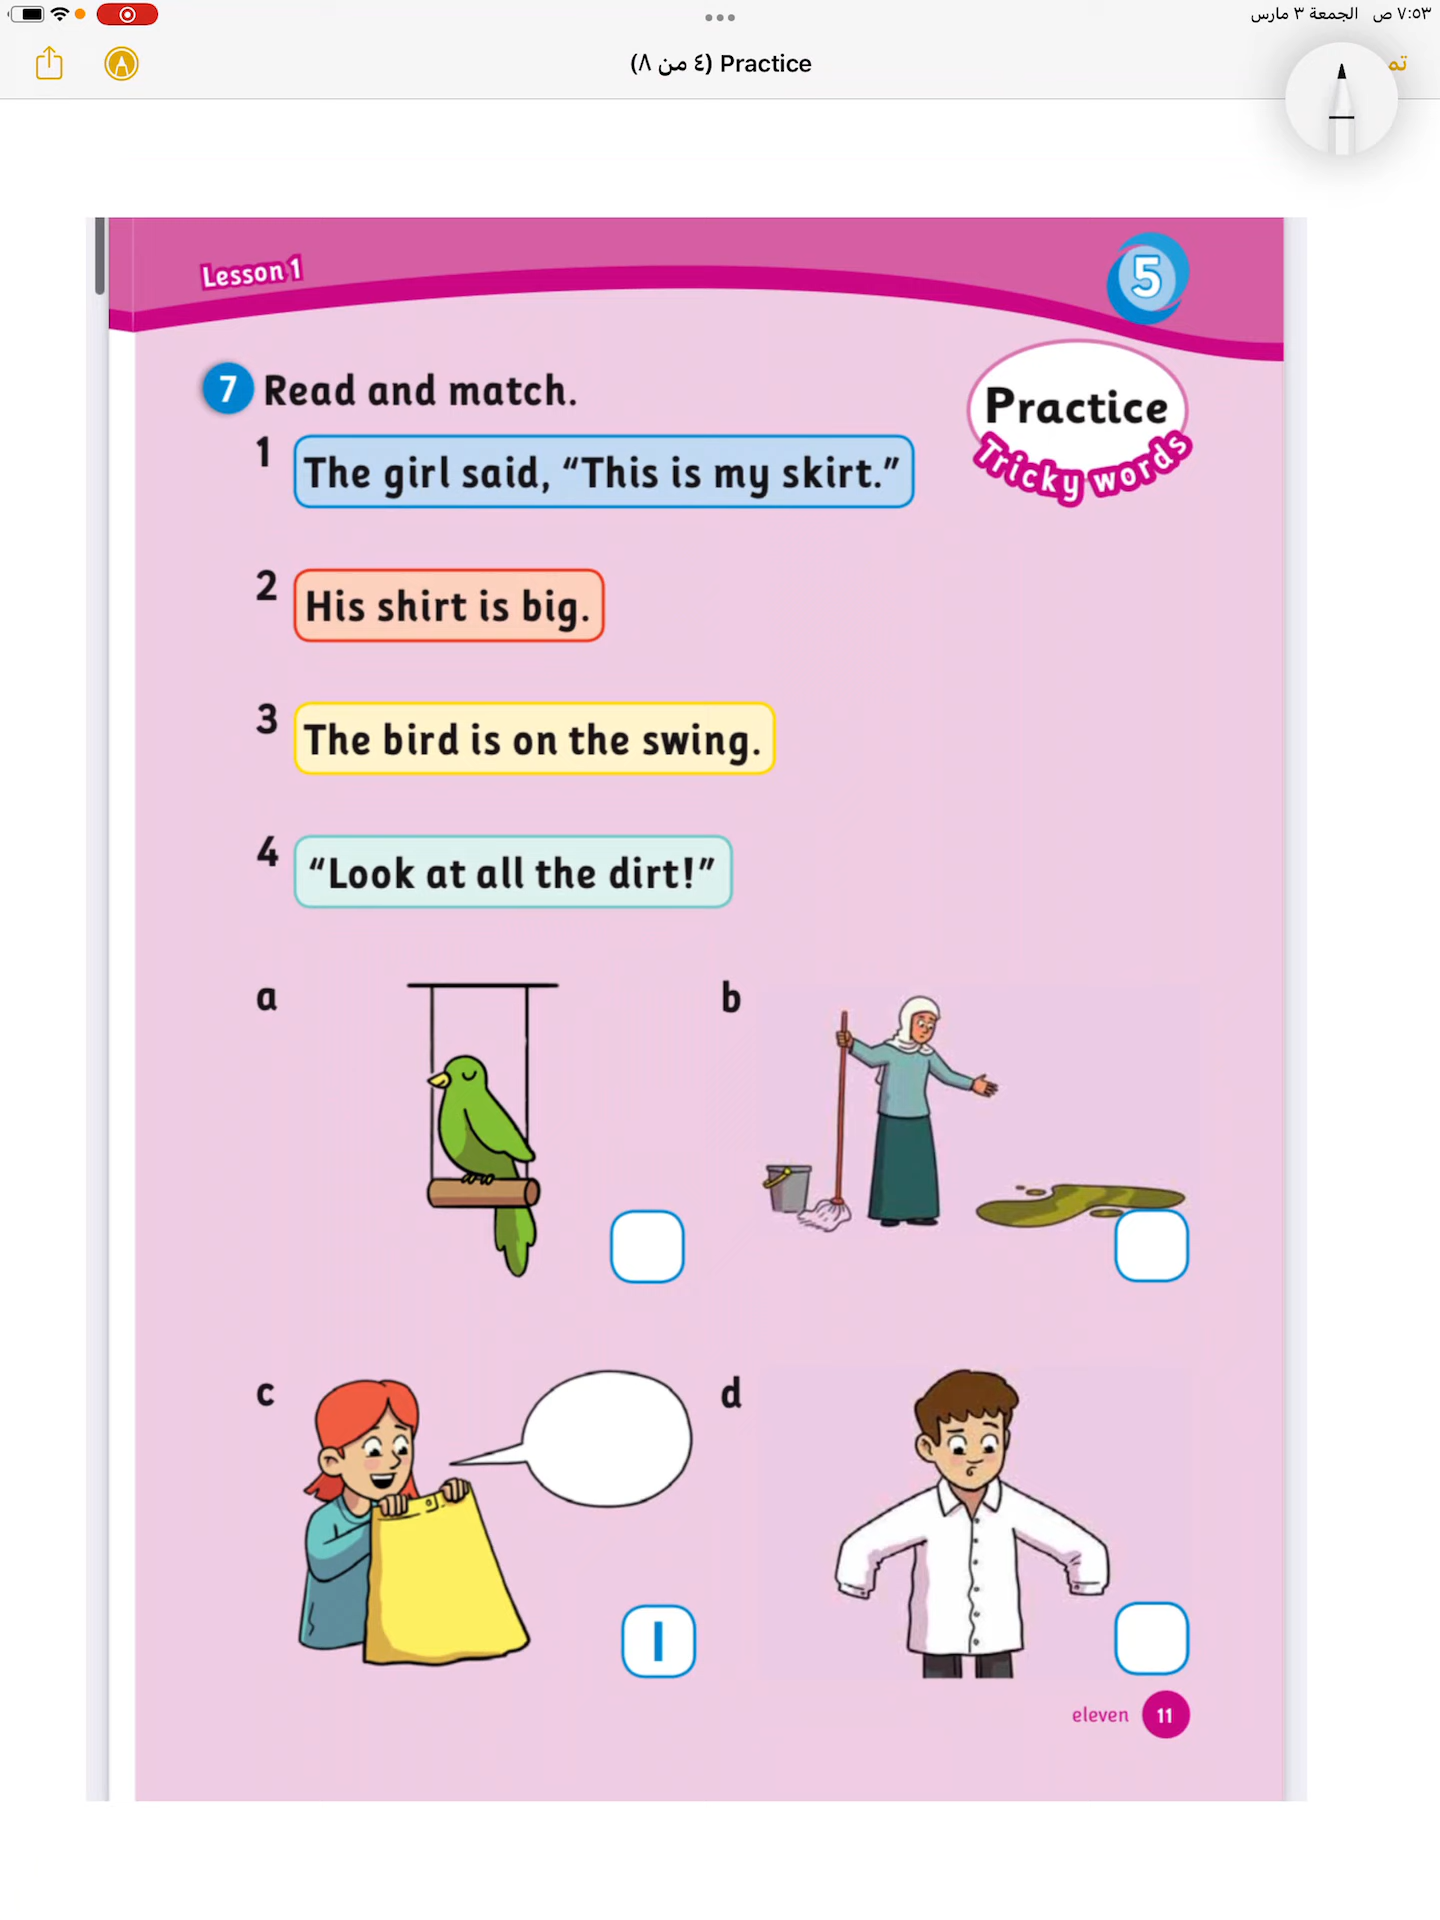 ٧:٥٣ ص الجمعة ٣ مارس
Practice (٤ من ٨)
Lesson 1
5
7 Read and match.
Practice
Tricky words
1 The girl said, “This is my skirt.”
2 His shirt is big.
3 The bird is on the swing.
4 “Look at all the dirt!”
a
b
c
d
1
eleven 11